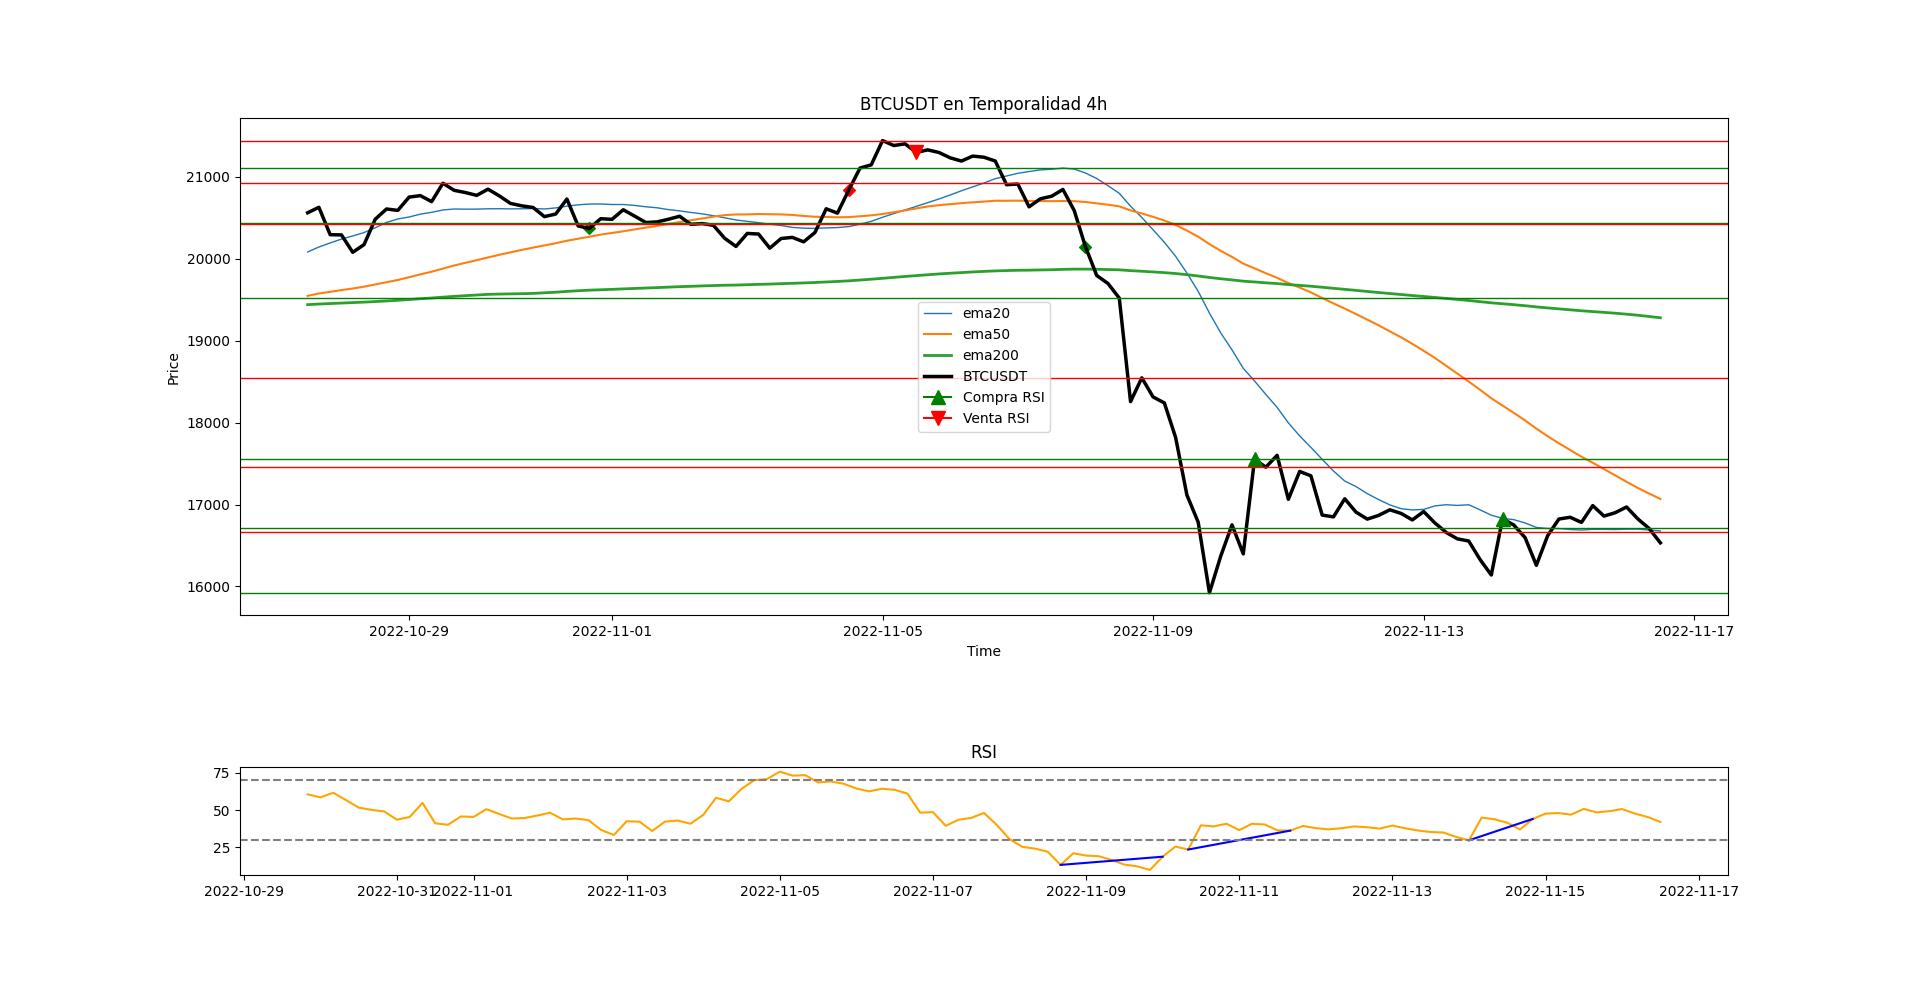 BTCUSDT en Temporalidad 4h
21000
20000
19000
18000
17000
16000
Price
ema20
ema50
ema200
BTCUSDT
Compra RSI
Venta RSI
2022-10-29 2022-11-01 2022-11-05 2022-11-09 2022-11-13 2022-11-17
Time
RSI
75
50
25
2022-10-29 2022-10-31 2022-11-01 2022-11-03 2022-11-05 2022-11-07 2022-11-09 2022-11-11 2022-11-13 2022-11-15 2022-11-17